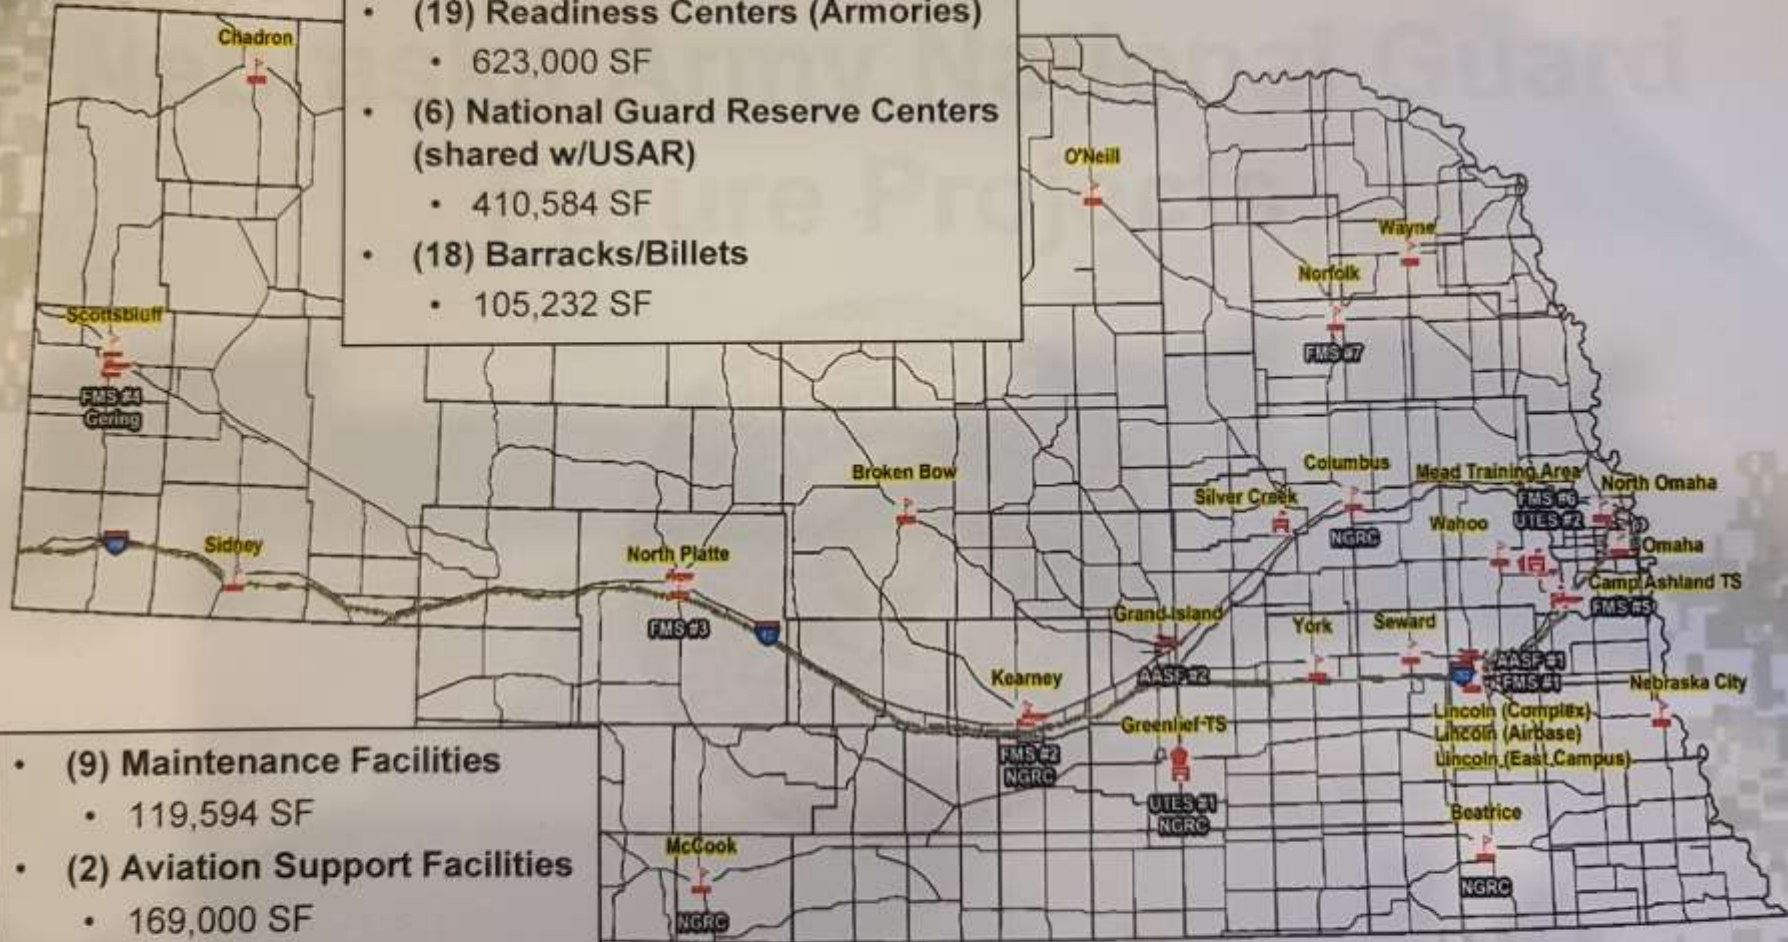 Army National Guard
Projects
• (19) Readiness Centers (Armories)
• 623,000 SF
• (6) National Guard Reserve Centers
(shared w/USAR)
• 410,584 SF
• (18) Barracks/Billets
• 105,232 SF
Chadron
O'Neill
Wayne
Norfolk
FMS #7
Scottsbluff
FMS #4
Gering
Broken Bow
Columbus
NGRC
Silver Creek
Mead Training Area
FMS #6
UTES #2
North Omaha
Wahoo
Omaha
Camp Ashland TS
FMS #5
Sidney
North Platte
FMS #3
Grand Island
AASF #2
York
Seward
AASF #1
FMS #1
Kearney
FMS #2
NGRC
Nebraska City
Lincoln (Complex)
Lincoln (Airbase)
Lincoln (East Campus)
Greenlief TS
UTES #1
NGRC
Beatrice
NGRC
McCook
NGRC
• (9) Maintenance Facilities
• 119,594 SF
• (2) Aviation Support Facilities
• 169,000 SF